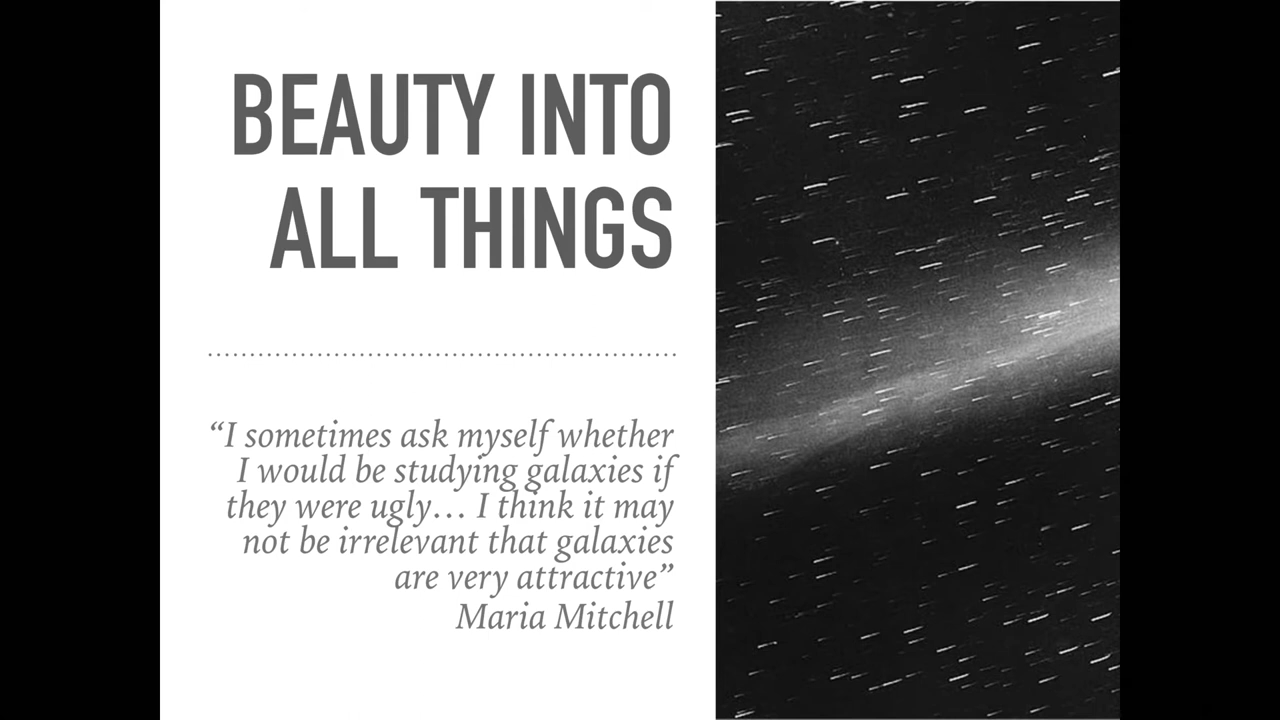 BEAUTY INTO
ALL THINGS
“I sometimes ask myself whether
I would be studying galaxies if
they were ugly… I think it may
not be irrelevant that galaxies
are very attractive”
Maria Mitchell